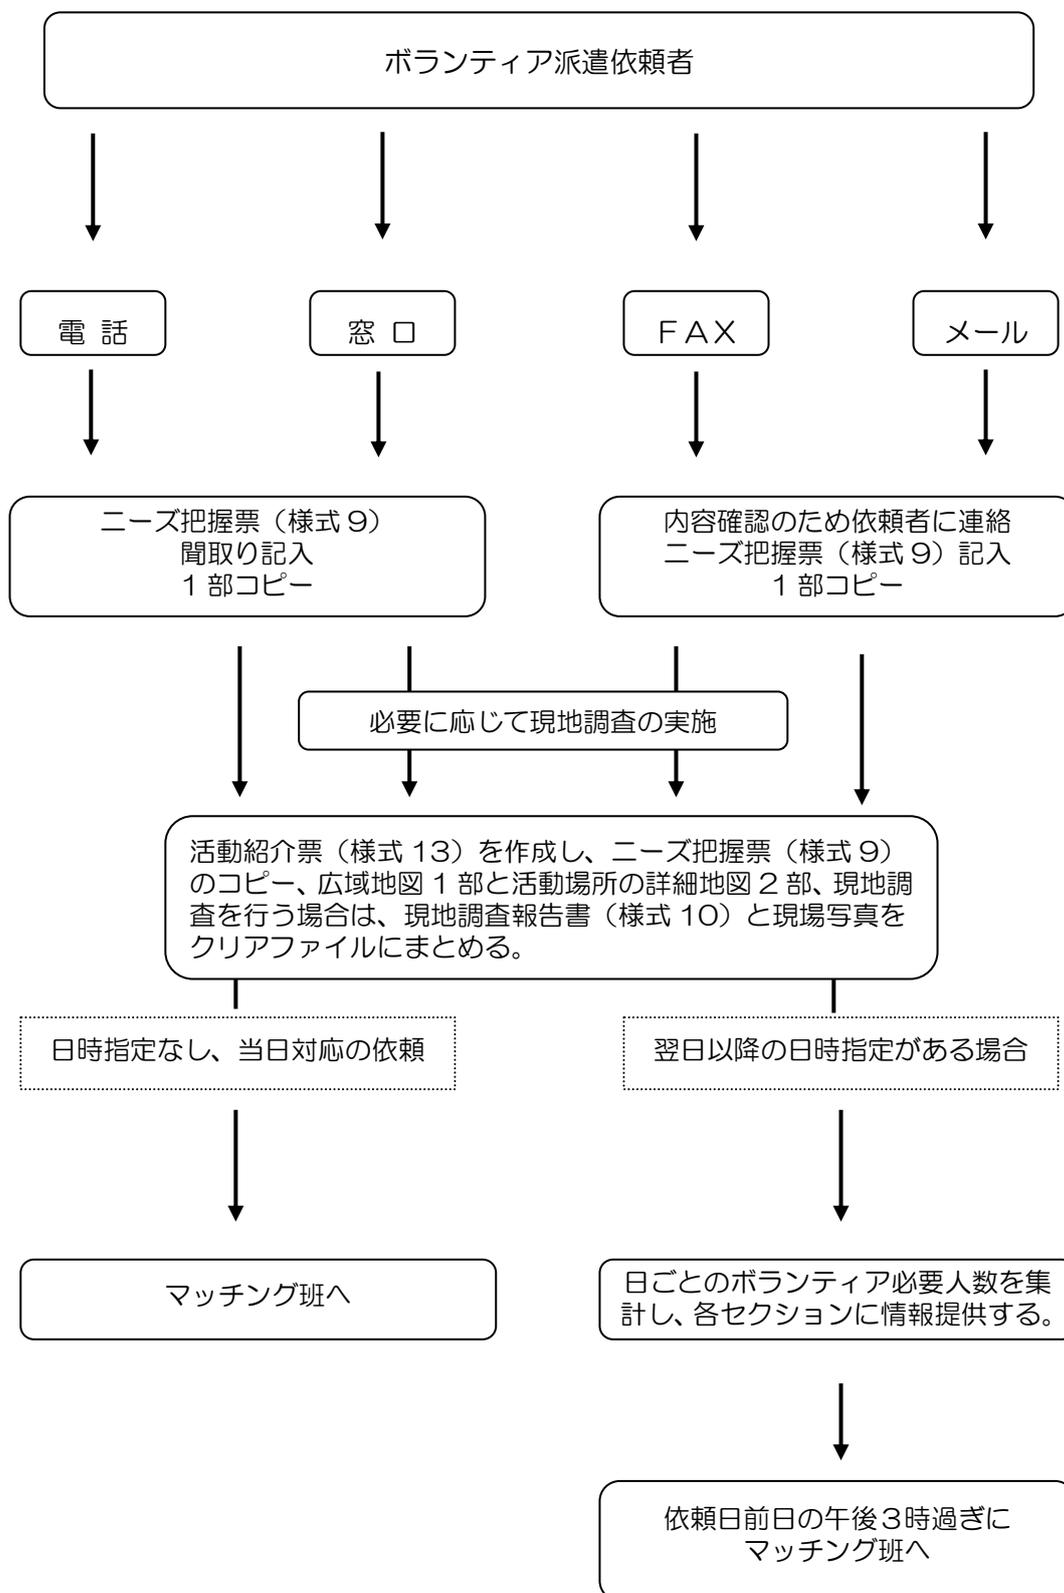 ボランティア派遣依頼者
電 話
窓 口
ＦＡＸ
メール
ニーズ把握票（様式９）
聞取り記入
１部コピー
内容確認のため依頼者に連絡
ニーズ把握票（様式９）記入
１部コピー
必要に応じて現地調査の実施
活動紹介票（様式 13）を作成し、ニーズ把握票（様式９）
のコピー、広域地図１部と活動場所の詳細地図２部、現地調
査を行う場合は、現地調査報告書（様式 10）と現場写真を
クリアファイルにまとめる。
日時指定なし、当日対応の依頼
翌日以降の日時指定がある場合
マッチング班へ
日ごとのボランティア必要人数を集
計し、各セクションに情報提供する。
依頼日前日の午後３時過ぎに
マッチング班へ